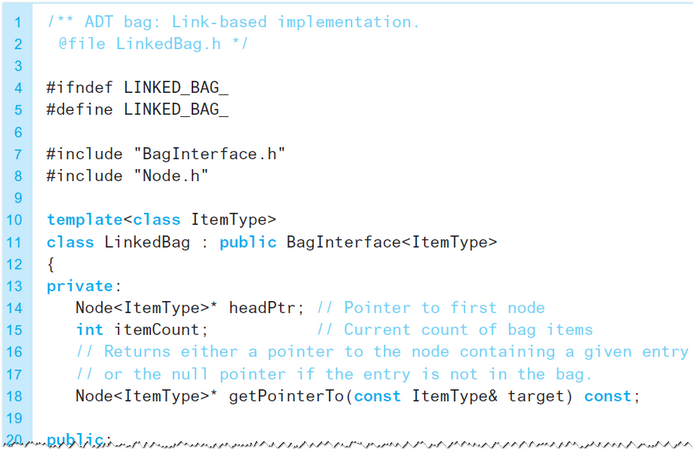 1 /** ADT bag: Link-based implementation.
2 @file LinkedBag.h */
3
4 #ifndef LINKED_BAG_
5 #define LINKED_BAG_
6
7 #include "BagInterface.h"
8 #include "Node.h"
9
10 template<class ItemType>
11 class LinkedBag : public BagInterface<ItemType>
12 {
13 private:
14 Node<ItemType>* headPtr; // Pointer to first node
15 int itemCount; // Current count of bag items
16 // Returns either a pointer to the node containing a given entry
17 // or the null pointer if the entry is not in the bag.
18 Node<ItemType>* getPointerTo(const ItemType& target) const;
19
20 public: